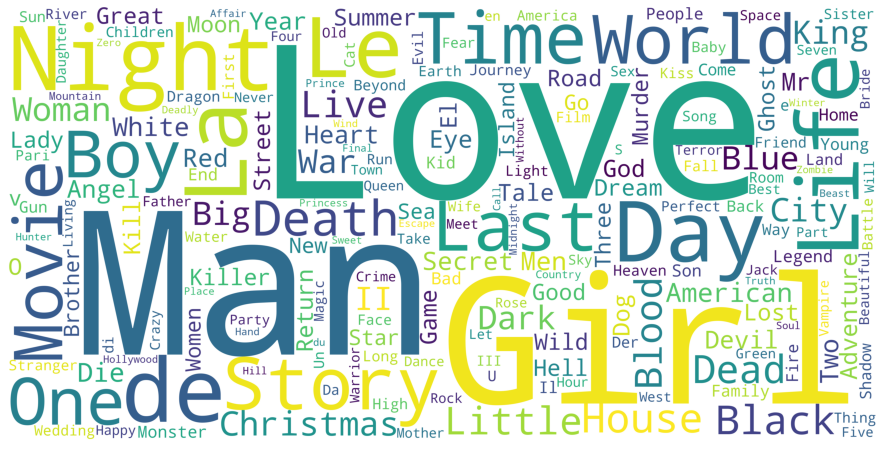 Sun River Great Moon Year Four Summer Affair Old en America People Space Sister
Children Daughter Mountain Zero First Dragon Deadly Never Cat Evil Fear Journey Earth Baby Sex Kiss Come Seven King
Night Le Time World
Woman Lady Pari White Street Prince Beyond Wind Final Live Heart El Eye Island Road Go Film Murder Mr Ghost e Winter Home Bride
La Love Life
Boy Red Angel End War Run Town Kid Queen Without Light Song S Terror Fall God Friend Land Young Zombie Beast
v Gun O Hunter Living Kill Father Big Death Princess Sea Call Wife Meet Take Escape Midnight Tale Dream Blue Room Best Perfect Back Way Part Battle Will
Movie Brother Water New Sweet Last Three Day City
Man Killer Secret Men Sky Bad Country Heaven Son Jack Legend Truth Beautiful
Place Crazy Return Magic Crime II Game Good Rose Dog American Lost Adventure
Stranger di Hollywood Women Party Hand Un du Face Star Long Dance Dark Wild Let III Der Blood Devil Green Soul Vampire Fire Two Shadow
Die Hill Warrior Da High Rock U Il Hour Hell West Family Dead
One de Story Girl
Wedding Happy Monster Christmas Mother Little House Black Thing Five